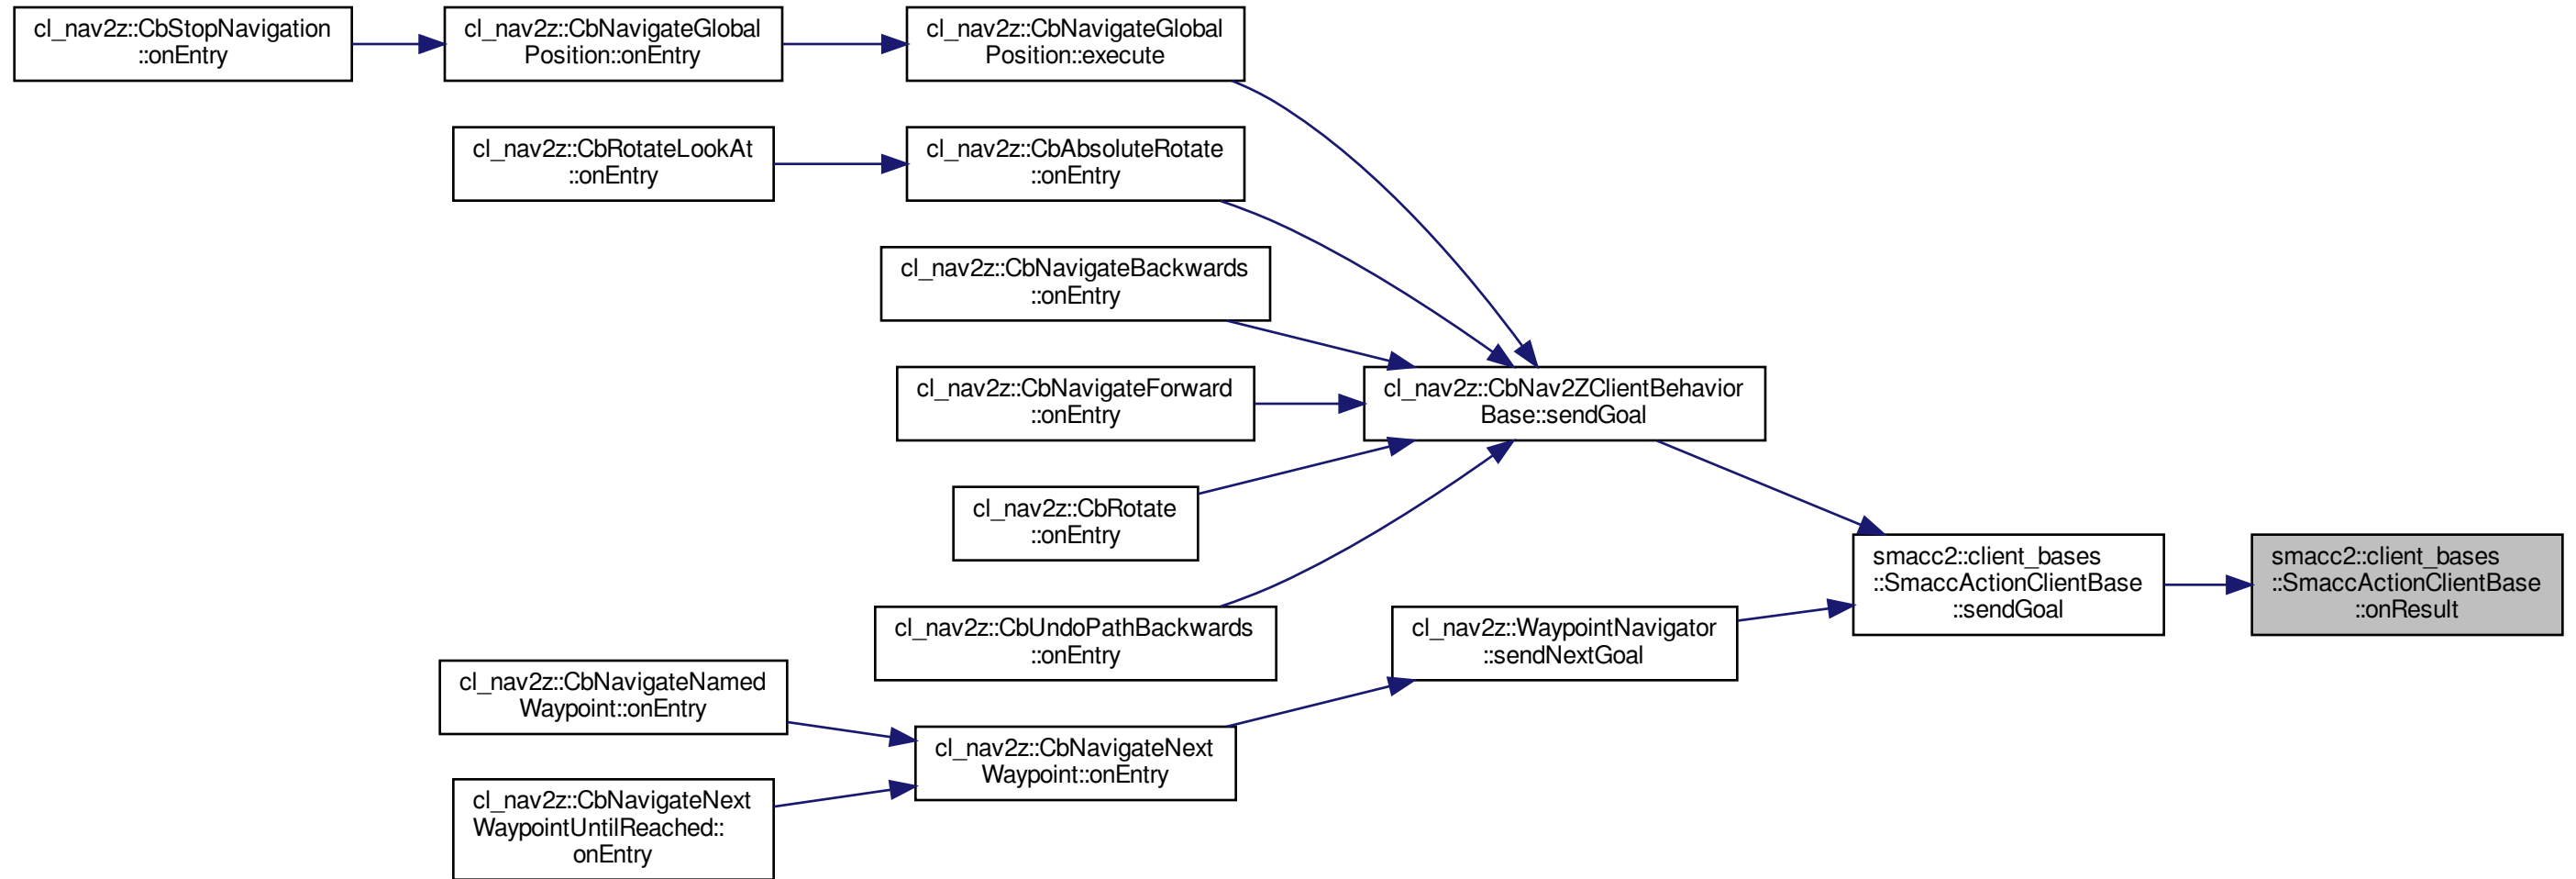 cl_nav2z::CbStopNavigation
::onEntry
cl_nav2z::CbNavigateGlobal
Position::onEntry
cl_nav2z::CbNavigateGlobal
Position::execute
cl_nav2z::CbRotateLookAt
::onEntry
cl_nav2z::CbAbsoluteRotate
::onEntry
cl_nav2z::CbNavigateBackwards
::onEntry
cl_nav2z::CbNavigateForward
::onEntry
cl_nav2z::CbNav2ZClientBehavior
Base::sendGoal
cl_nav2z::CbRotate
::onEntry
smacc2::client_bases
::SmaccActionClientBase
::sendGoal
smacc2::client_bases
::SmaccActionClientBase
::onResult
cl_nav2z::CbUndoPathBackwards
::onEntry
cl_nav2z::WaypointNavigator
::sendNextGoal
cl_nav2z::CbNavigateNamed
Waypoint::onEntry
cl_nav2z::CbNavigateNext
Waypoint::onEntry
cl_nav2z::CbNavigateNext
WaypointUntilReached::
onEntry